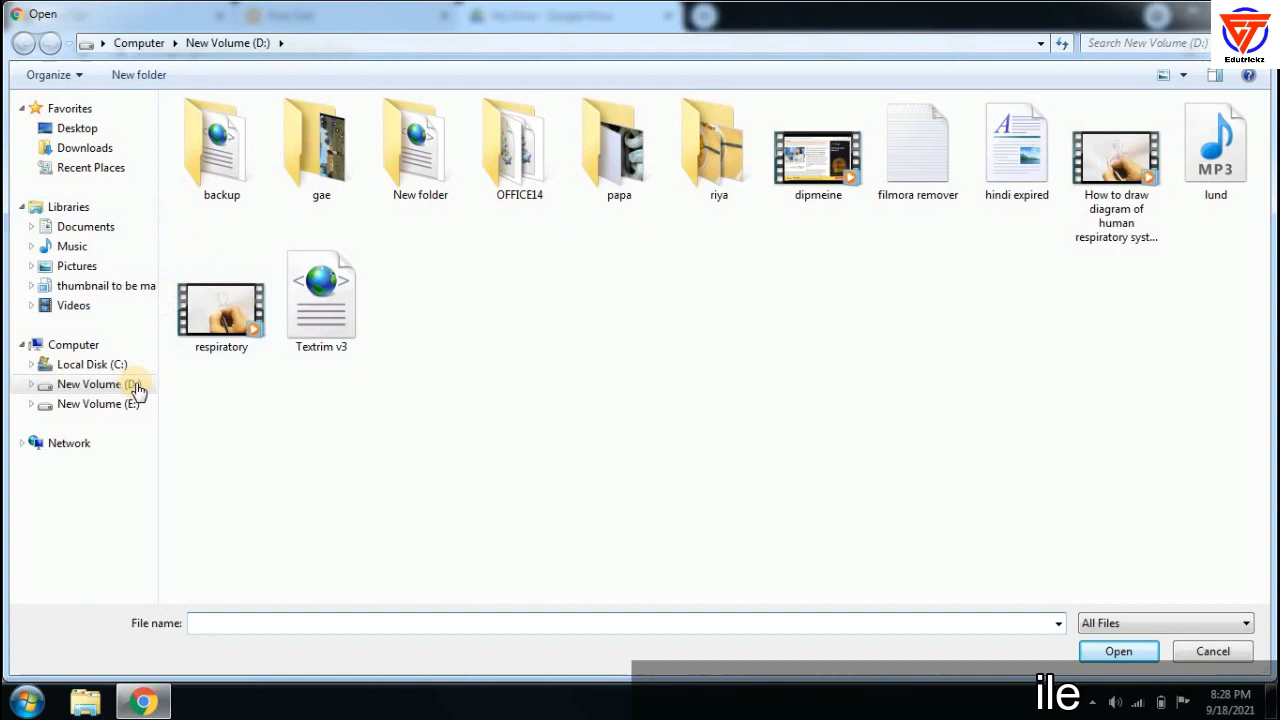 Open
Computer
New Volume (D:)
Search New Volume (D:)
Edutrickz
Organize
New folder
Favorites
Desktop
Downloads
Recent Places
Libraries
Documents
Music
Pictures
thumbnail to be ma
Videos
Computer
Local Disk (C:)
New Volume (D:)
New Volume (E:)
Network
backup
gae
New folder
OFFICE14
papa
riya
dipmeine
filmora remover
hindi expired
How to draw
diagram of
human
respiratory syst...
MP3
lund
respiratory
Textrim v3
File name:
All Files
Open
Cancel
ile
8:28 PM
9/18/2021